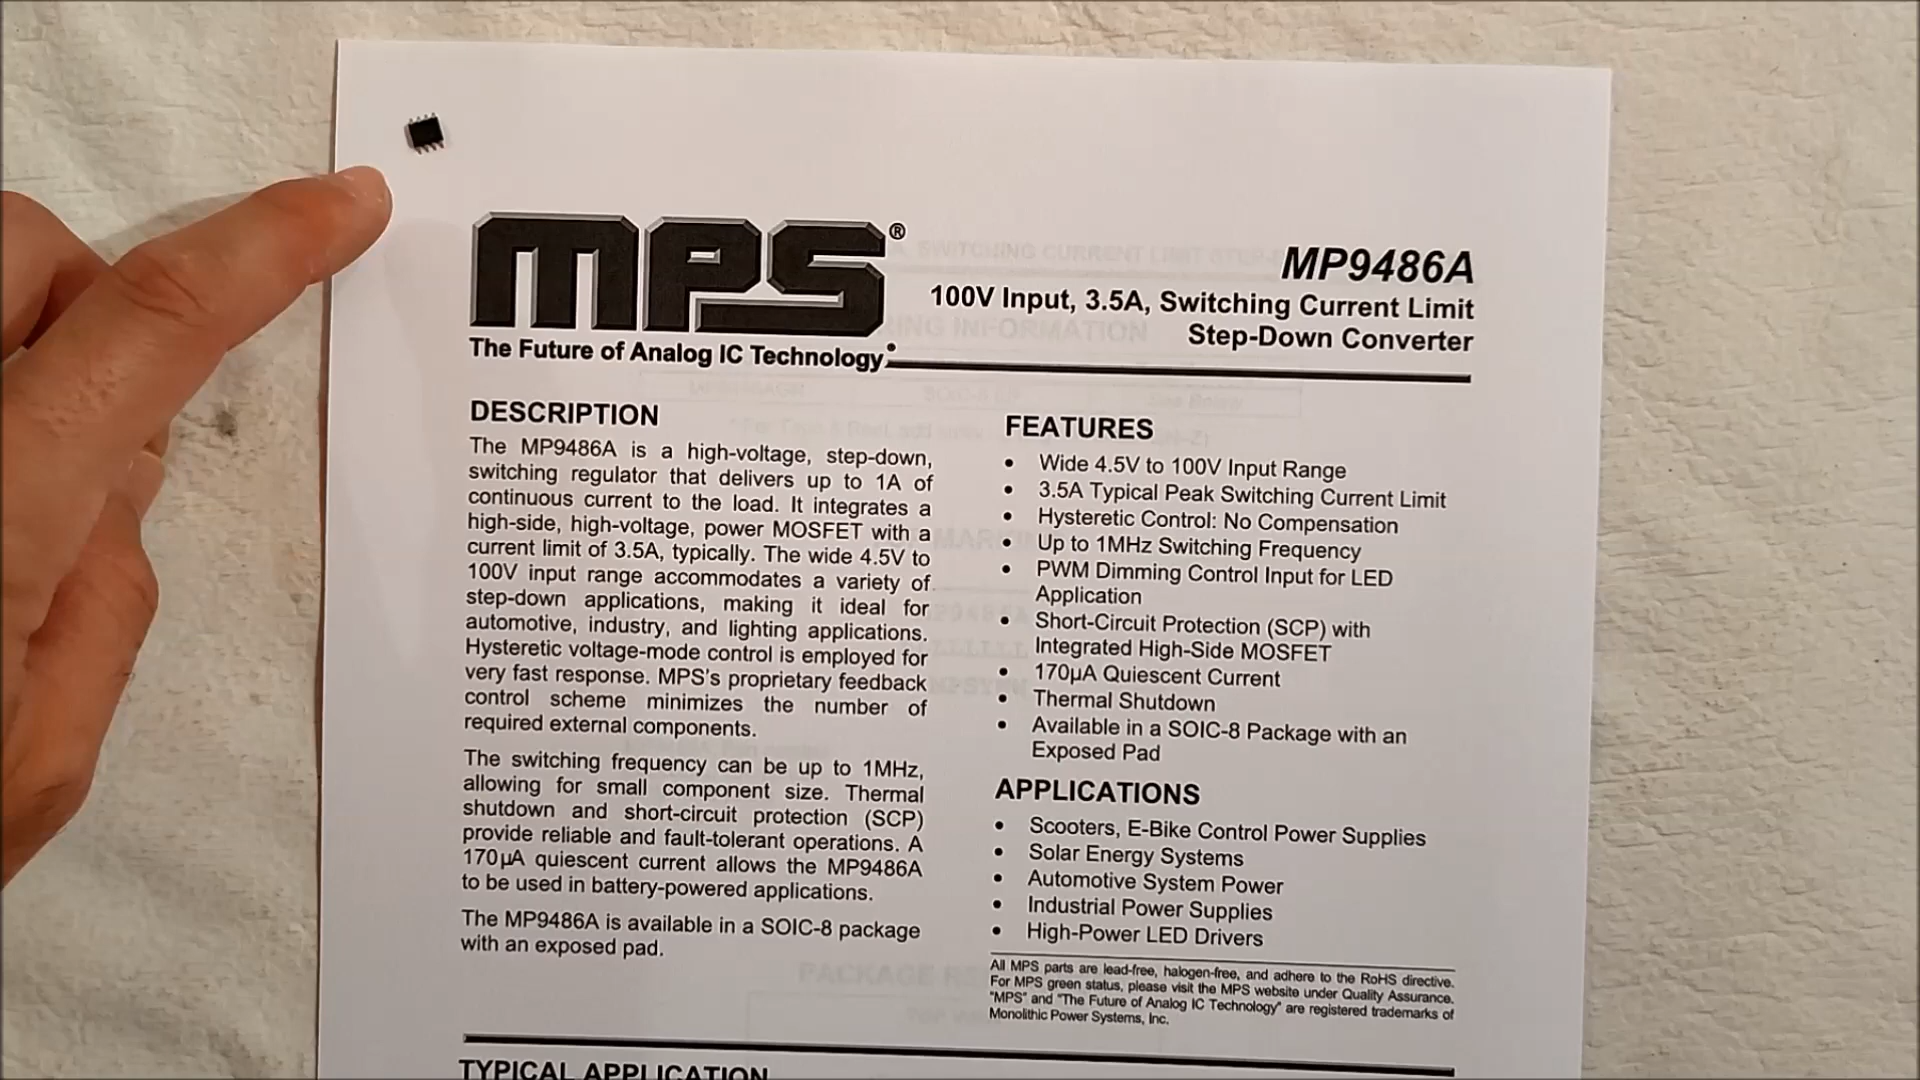 MPS®
The Future of Analog IC Technology
MP9486A
100V Input, 3.5A, Switching Current Limit
Step-Down Converter
DESCRIPTION
The MP9486A is a high-voltage, step-down,
switching regulator that delivers up to 1A of
continuous current to the load. It integrates a
high-side, high-voltage, power MOSFET with a
current limit of 3.5A, typically. The wide 4.5V to
100V input range accommodates a variety of
step-down applications, making it ideal for
automotive, industry, and lighting applications.
Hysteretic voltage-mode control is employed for
very fast response. MPS's proprietary feedback
control scheme minimizes the number of
required external components.
The switching frequency can be up to 1MHz,
allowing for small component size. Thermal
shutdown and short-circuit protection (SCP)
provide reliable and fault-tolerant operations. A
170µA quiescent current allows the MP9486A
to be used in battery-powered applications.
The MP9486A is available in a SOIC-8 package
with an exposed pad.
FEATURES
• Wide 4.5V to 100V Input Range
• 3.5A Typical Peak Switching Current Limit
• Hysteretic Control: No Compensation
• Up to 1MHz Switching Frequency
• PWM Dimming Control Input for LED
Application
• Short-Circuit Protection (SCP) with
Integrated High-Side MOSFET
• 170µA Quiescent Current
• Thermal Shutdown
• Available in a SOIC-8 Package with an
Exposed Pad
APPLICATIONS
• Scooters, E-Bike Control Power Supplies
• Solar Energy Systems
• Automotive System Power
• Industrial Power Supplies
• High-Power LED Drivers
All MPS parts are lead-free, halogen-free, and adhere to the RoHS directive.
For MPS green status, please visit the MPS website under Quality Assurance.
"MPS" and "The Future of Analog IC Technology" are registered trademarks of
Monolithic Power Systems, Inc.
TYPICAL APPLICATION